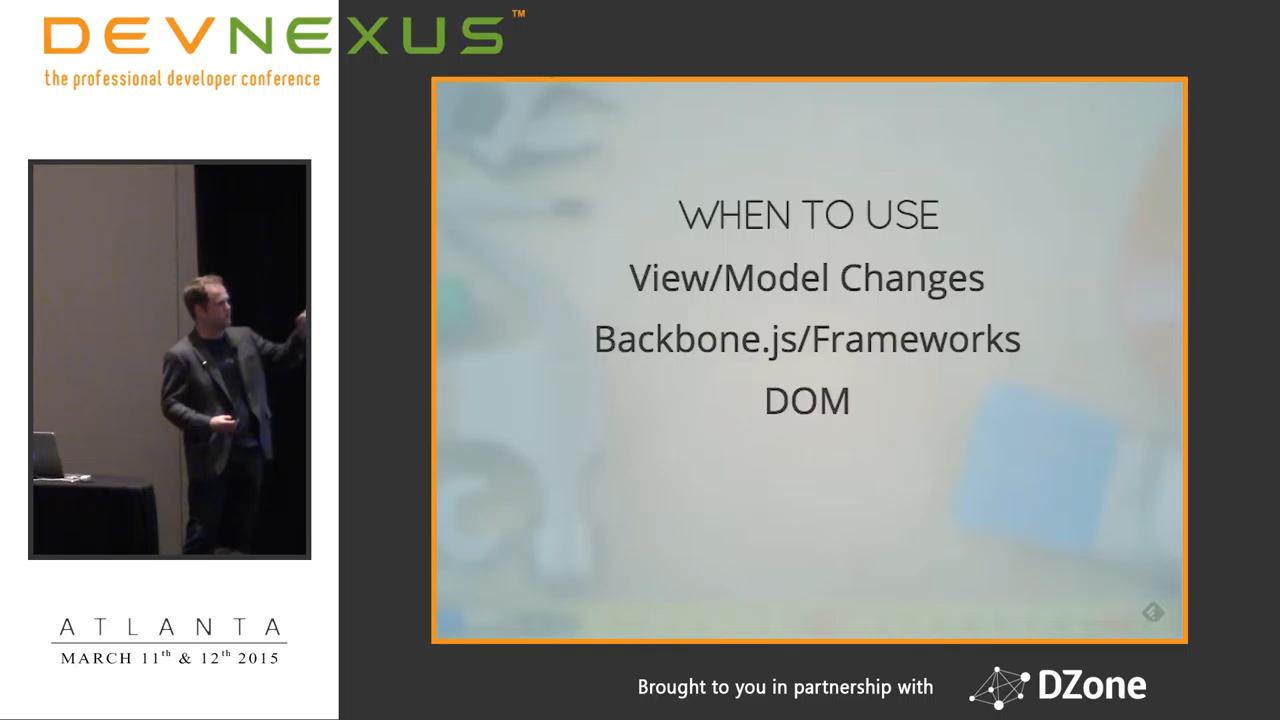 DEVNEXUS™
the professional developer conference
WHEN TO USE
View/Model Changes
Backbone.js/Frameworks
DOM
ATLANTA
MARCH 11th & 12th 2015
Brought to you in partnership with DZone